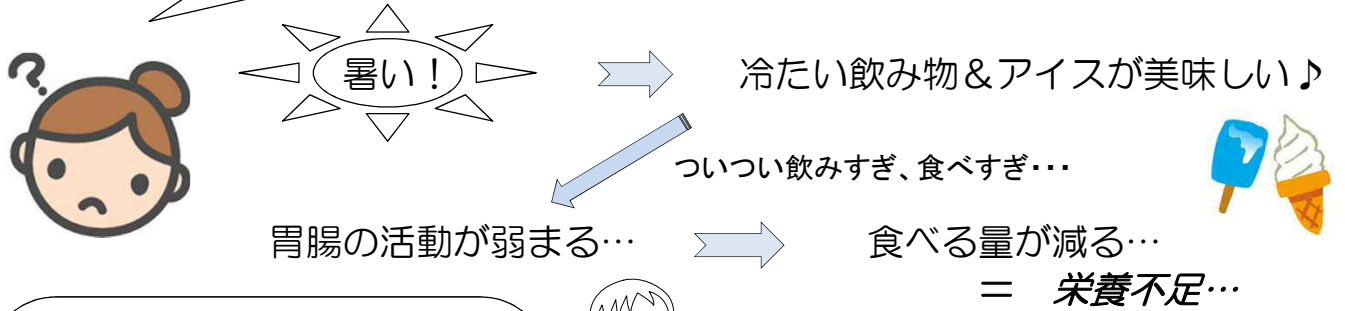 ?
暑い!
冷たい飲み物&アイスが美味しい♪
ついつい飲みすぎ、食べすぎ・・・
胃腸の活動が弱まる…
食べる量が減る…
= 栄養不足…